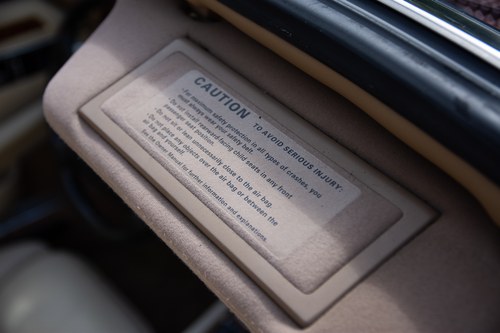 CAUTION TO AVOID SERIOUS INJURY:
•For maximum safety protection in all types of crashes, you
must always wear your safety belt.
•Do not install rearward-facing child seats in any front
passenger seat position.
•Do not sit or lean unnecessarily close to the air bag.
•Do not place any objects over the air bag or between the
air bag and yourself.
See the Owner's Manual for further information and explanations.